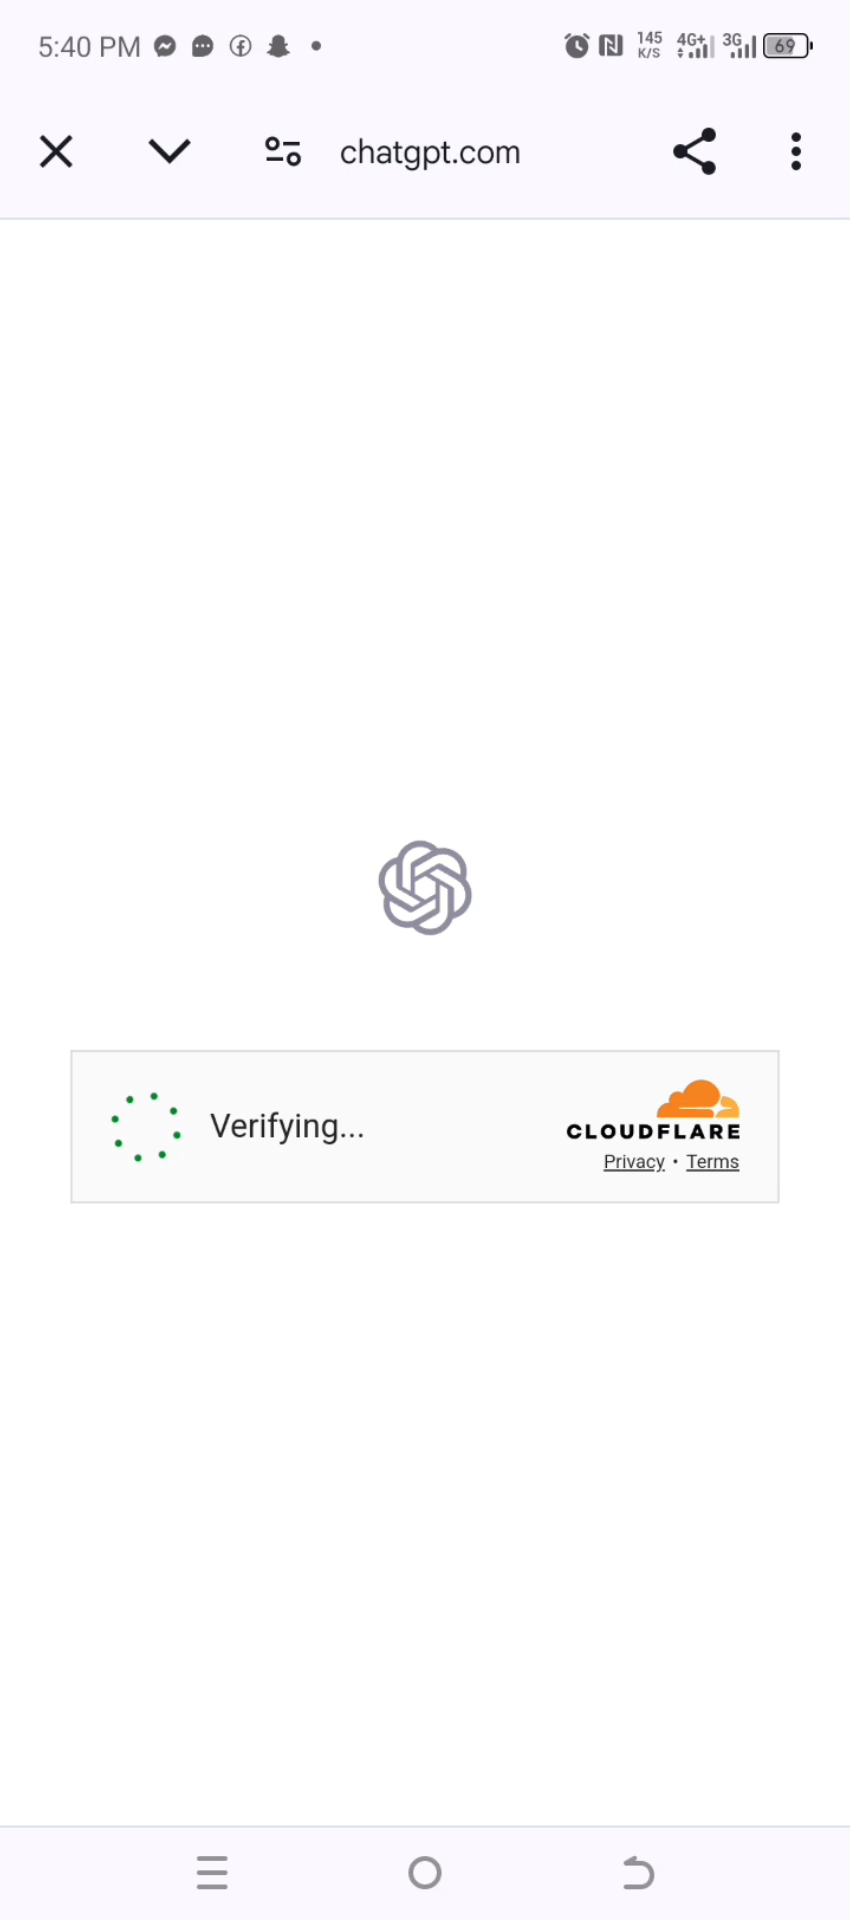 5:40 PM 145 K/S 4G+ 3G 69
chatgpt.com
Verifying...
CLOUDFLARE
Privacy • Terms